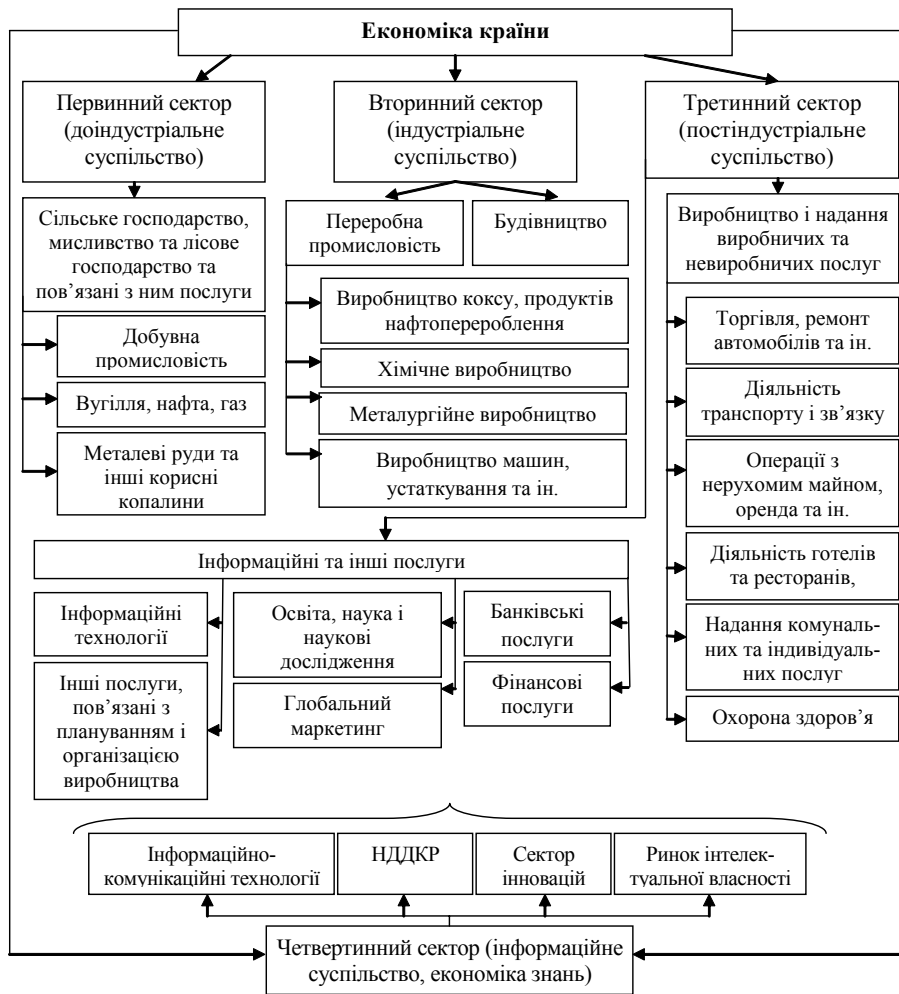 Економіка країни
Первинний сектор
(доіндустріальне
суспільство)
Вторинний сектор
(індустріальне
суспільство)
Третинний сектор
(постіндустріальне
суспільство)
Сільське господарство,
мисливство та лісове
господарство та
пов’язані з ним послуги
Добувна
промисловість
Вугілля, нафта, газ
Металеві руди та
інші корисні
копалини
Переробна
промисловість
Будівництво
Виробництво коксу, продуктів
нафтоперероблення
Хімічне виробництво
Металургійне виробництво
Виробництво машин,
устаткування та ін.
Виробництво і надання
виробничих та
невиробничих послуг
Торгівля, ремонт
автомобілів та ін.
Діяльність
транспорту і зв’язку
Операції з
нерухомим майном,
оренда та ін.
Діяльність готелів
та ресторанів,
Надання комуналь-
них та індивідуаль-
них послуг
Охорона здоров’я
Інформаційні та інші послуги
Інформаційні
технології
Інші послуги,
пов’язані з
плануванням і
організацією
виробництва
Освіта, наука і
наукові
дослідження
Глобальний
маркетинг
Банківські
послуги
Фінансові
послуги
Інформаційно-
комунікаційні технології
НДДКР
Сектор
інновацій
Ринок інтелек-
туальної власності
Четвертинний сектор (інформаційне
суспільство, економіка знань)